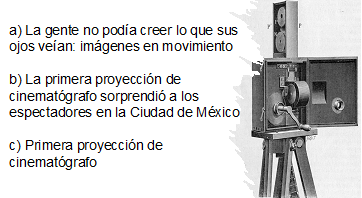 a) La gente no podía creer lo que sus
ojos veían: imágenes en movimiento
b) La primera proyección de
cinematógrafo sorprendió a los
espectadores en la Ciudad de México
c) Primera proyección de
cinematógrafo